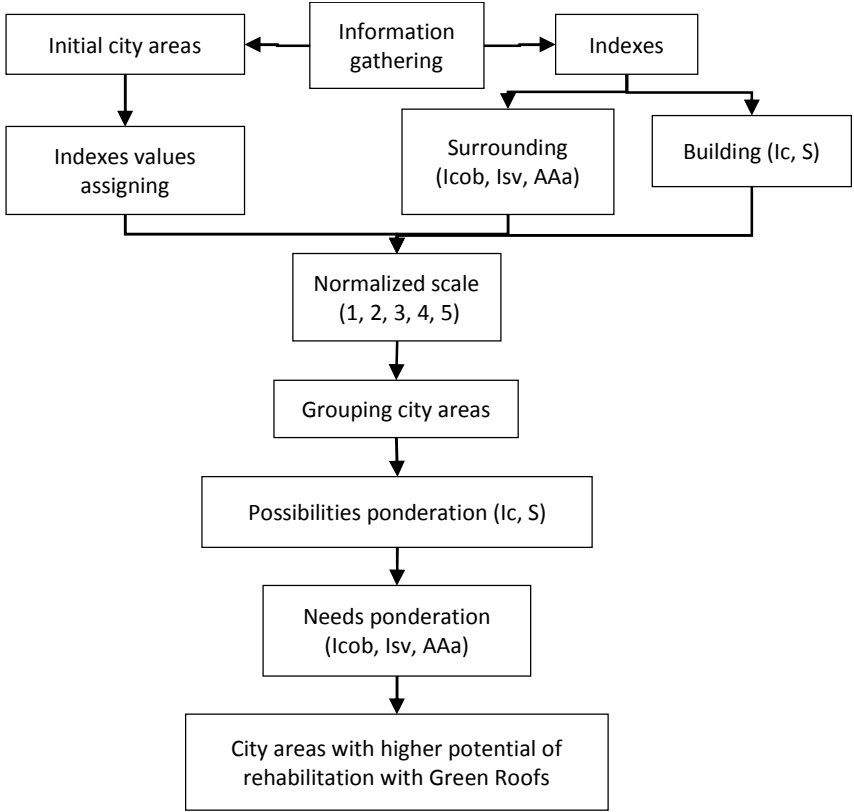 Initial city areas
Information
gathering
Indexes
Indexes values
assigning
Surrounding
(Icob, Isv, AAa)
Building (Ic, S)
Normalized scale
(1, 2, 3, 4, 5)
Grouping city areas
Possibilities ponderation (Ic, S)
Needs ponderation
(Icob, Isv, AAa)
City areas with higher potential of
rehabilitation with Green Roofs